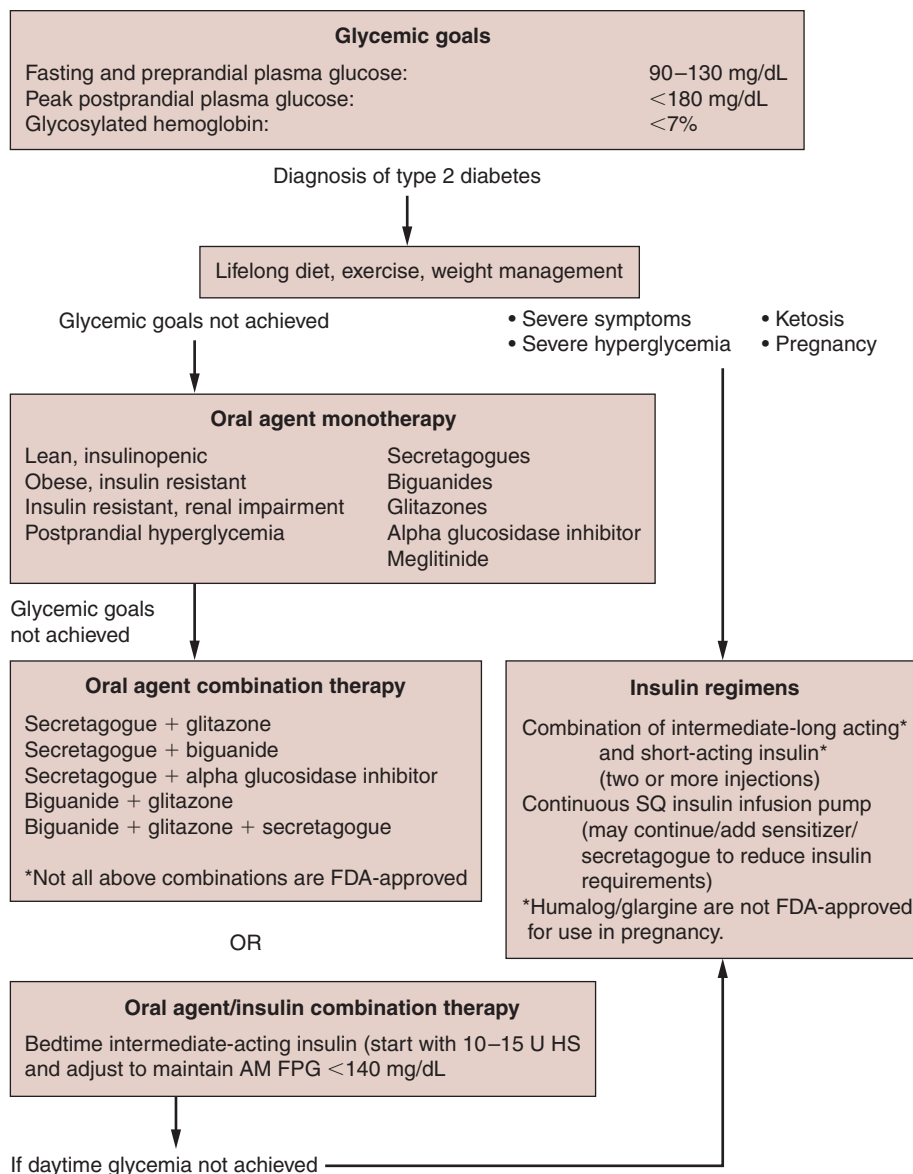 Glycemic goals
Fasting and preprandial plasma glucose: 90–130 mg/dL
Peak postprandial plasma glucose: <180 mg/dL
Glycosylated hemoglobin: <7%
Diagnosis of type 2 diabetes
Lifelong diet, exercise, weight management
Glycemic goals not achieved
• Severe symptoms • Ketosis
• Severe hyperglycemia • Pregnancy
Oral agent monotherapy
Lean, insulinopenic Secretagogues
Obese, insulin resistant Biguanides
Insulin resistant, renal impairment Glitazones
Postprandial hyperglycemia Alpha glucosidase inhibitor
Meglitinide
Glycemic goals
not achieved
Oral agent combination therapy
Secretagogue + glitazone
Secretagogue + biguanide
Secretagogue + alpha glucosidase inhibitor
Biguanide + glitazone
Biguanide + glitazone + secretagogue
*Not all above combinations are FDA-approved
Insulin regimens
Combination of intermediate-long acting*
and short-acting insulin*
(two or more injections)
Continuous SQ insulin infusion pump
(may continue/add sensitizer/
secretagogue to reduce insulin
requirements)
*Humalog/glargine are not FDA-approved
for use in pregnancy.
OR
Oral agent/insulin combination therapy
Bedtime intermediate-acting insulin (start with 10–15 U HS
and adjust to maintain AM FPG <140 mg/dL
If daytime glycemia not achieved